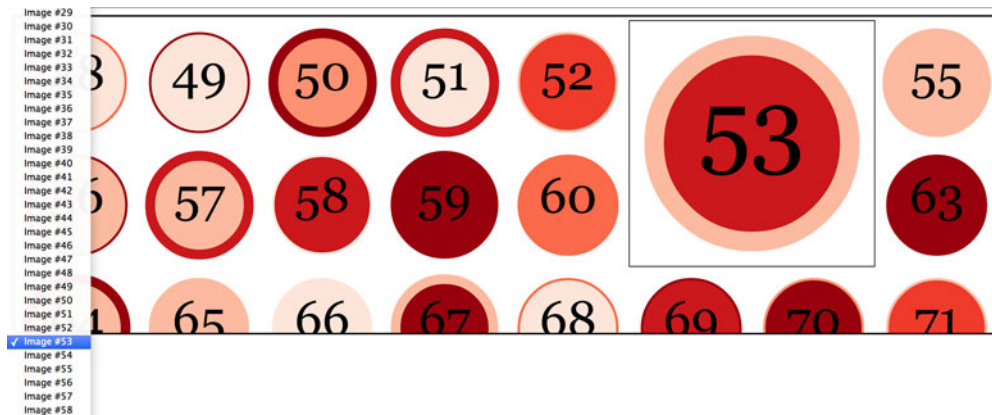 Image #29
Image #30
Image #31
Image #32
Image #33
Image #34
Image #35
Image #36
Image #37
Image #38
Image #39
Image #40
Image #41
Image #42
Image #43
Image #44
Image #45
Image #46
Image #47
Image #48
Image #49
Image #50
Image #51
Image #52
✓ Image #53
Image #54
Image #55
Image #56
Image #57
Image #58
8 49 50 51 52 53 55
6 57 58 59 60 63
4 65 66 67 68 69 70 71